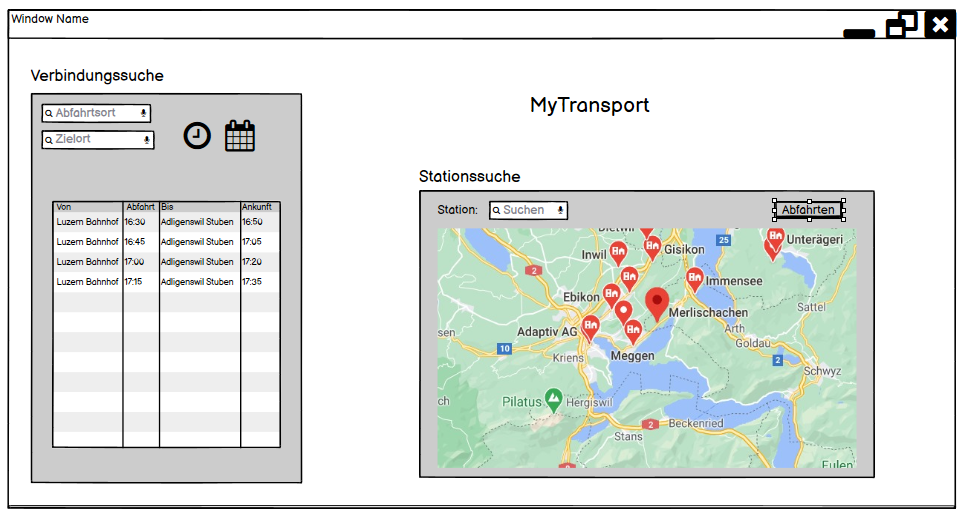 Window Name
Verbindungssuche
Abfahrtsort
Zielort
Von Abfahrt Bis Ankunft
Luzern Bahnhof 16:30 Adligenswil Stuben 16:50
Luzern Bahnhof 16:45 Adligenswil Stuben 17:05
Luzern Bahnhof 17:00 Adligenswil Stuben 17:20
Luzern Bahnhof 17:15 Adligenswil Stuben 17:35
MyTransport
Stationssuche
Station: Suchen Abfahrten
Dietwil
Inwil Gisikon 25 Unterägeri
2
Immensee
Ebikon
Merlischachen Sattel
sen Adaptiv AG Arth
10 Meggen Goldau
Kriens 2
Schwyz
ch Pilatus Hergiswil
2 Beckenried
Stans
2 Eulen